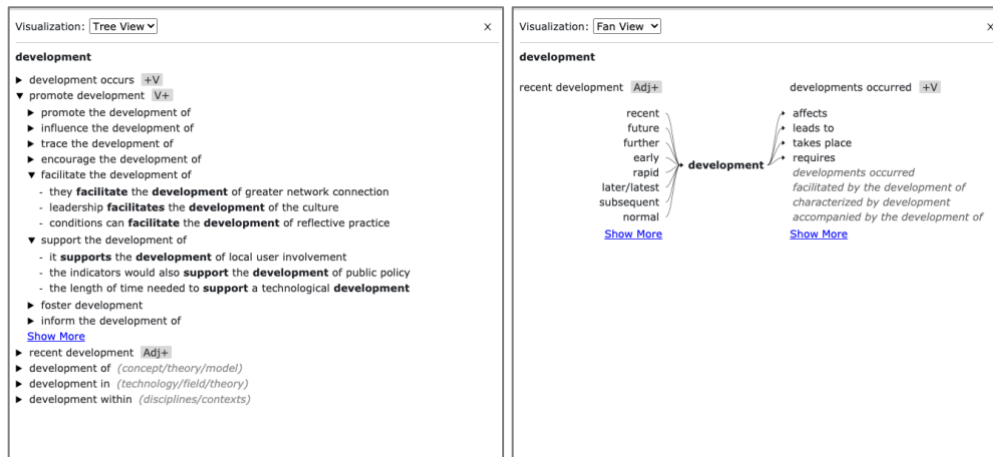 Visualization: Tree View
x
development
► development occurs +V
▼ promote development V+
► promote the development of
► influence the development of
► trace the development of
► encourage the development of
▼ facilitate the development of
- they facilitate the development of greater network connection
- leadership facilitates the development of the culture
- conditions can facilitate the development of reflective practice
▼ support the development of
- it supports the development of local user involvement
- the indicators would also support the development of public policy
- the length of time needed to support a technological development
► foster development
► inform the development of
Show More
► recent development Adj+
► development of (concept/theory/model)
► development in (technology/field/theory)
► development within (disciplines/contexts)
Visualization: Fan View
x
development
recent development Adj+
recent
future
further
early
rapid
later/latest
subsequent
normal
Show More
development
developments occurred +V
affects
leads to
takes place
requires
developments occurred
facilitated by the development of
characterized by development
accompanied by the development of
Show More